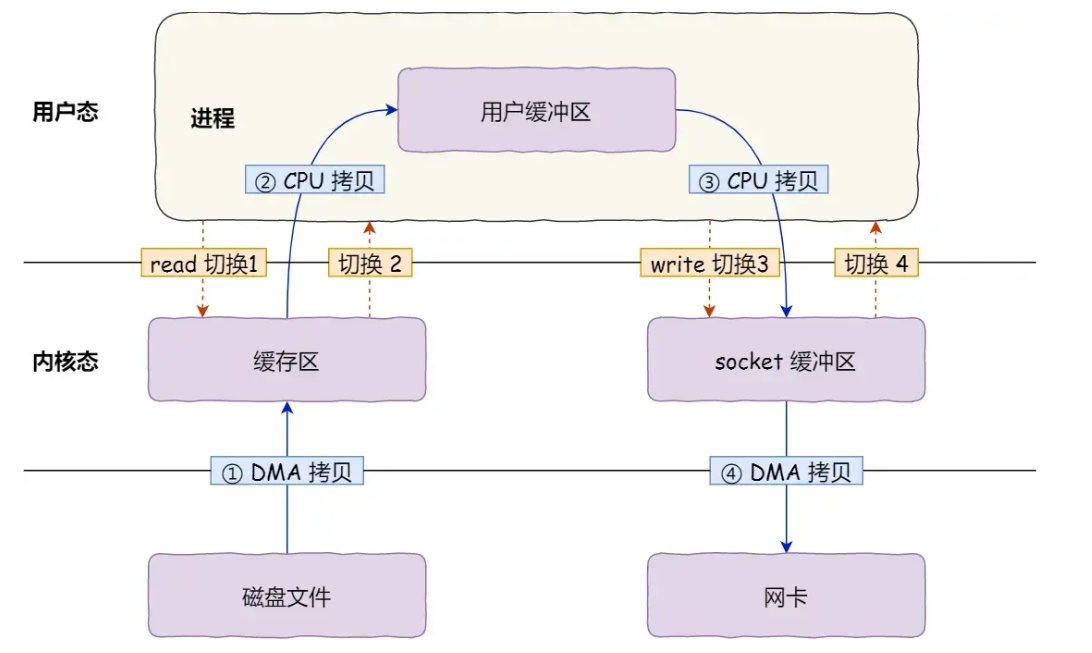 用户态
进程
用户缓冲区
② CPU 拷贝
③ CPU 拷贝
read 切换1
切换 2
write 切换3
切换 4
内核态
缓存区
socket 缓冲区
① DMA 拷贝
④ DMA 拷贝
磁盘文件
网卡